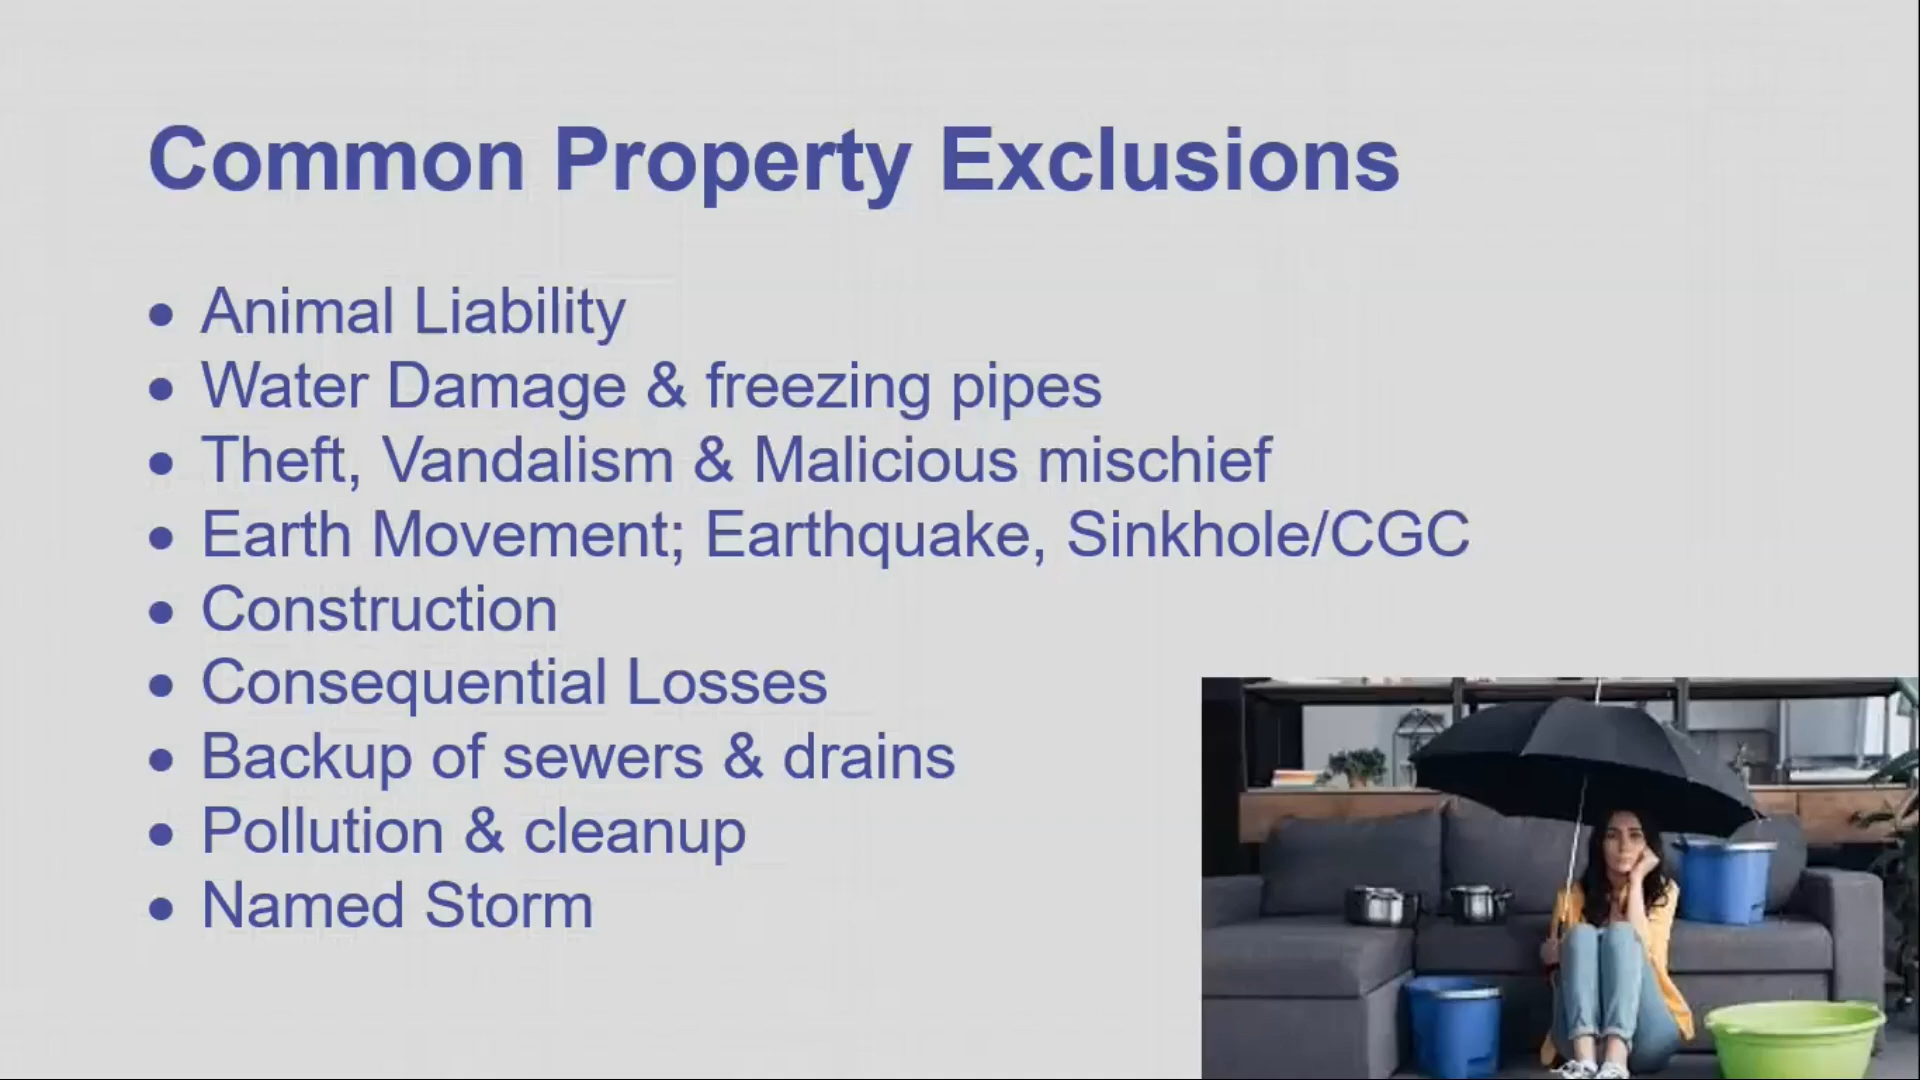 Common Property Exclusions
• Animal Liability
• Water Damage & freezing pipes
• Theft, Vandalism & Malicious mischief
• Earth Movement; Earthquake, Sinkhole/CGC
• Construction
• Consequential Losses
• Backup of sewers & drains
• Pollution & cleanup
• Named Storm